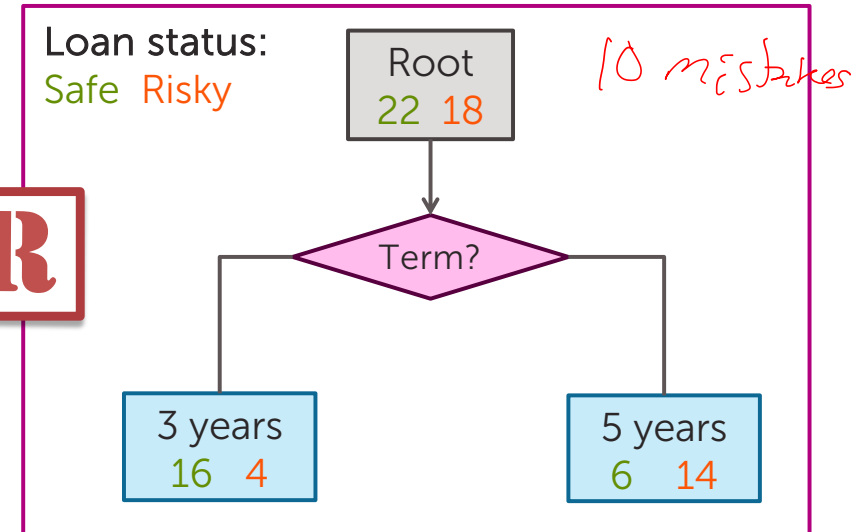 Loan status:
Safe Risky
Root
22 18
10 mistakes
R
Term?
3 years
16 4
5 years
6 14